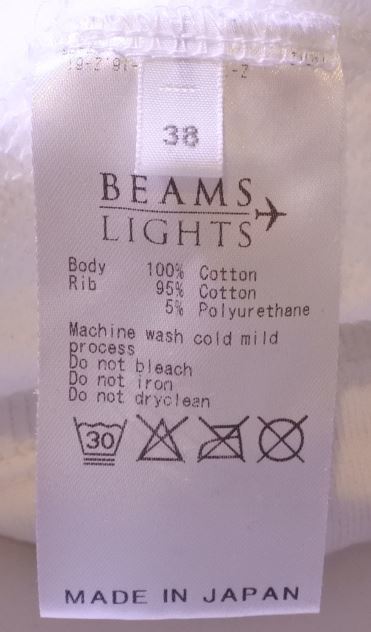 38
BEAMS
LIGHTS
Body 100% Cotton
Rib 95% Cotton
5% Polyurethane
Machine wash cold mild
process
Do not bleach
Do not iron
Do not dryclean
30
MADE IN JAPAN